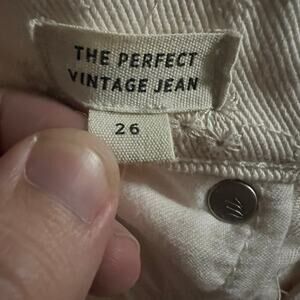 THE PERFECT
VINTAGE JEAN
26